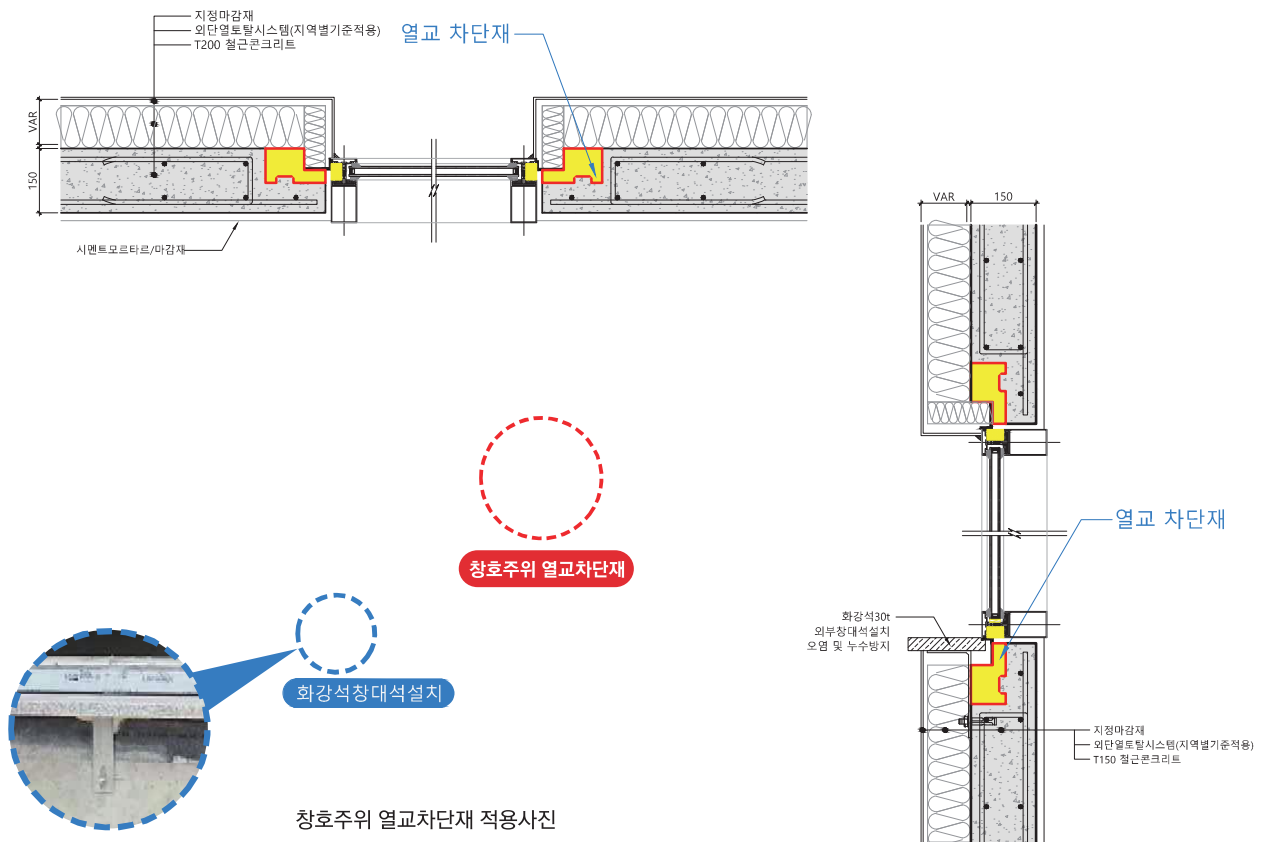 지정마감재
외단열토탈시스템(지역별기준적용)
T200 철근콘크리트
열교 차단재
VAR
150
시멘트모르타르/마감재
VAR
150
창호주위 열교차단재
열교 차단재
화강석30t
외부창대석설치
오염 및 누수방지
화강석창대석설치
지정마감재
외단열토탈시스템(지역별기준적용)
T150 철근콘크리트
창호주위 열교차단재 적용사진